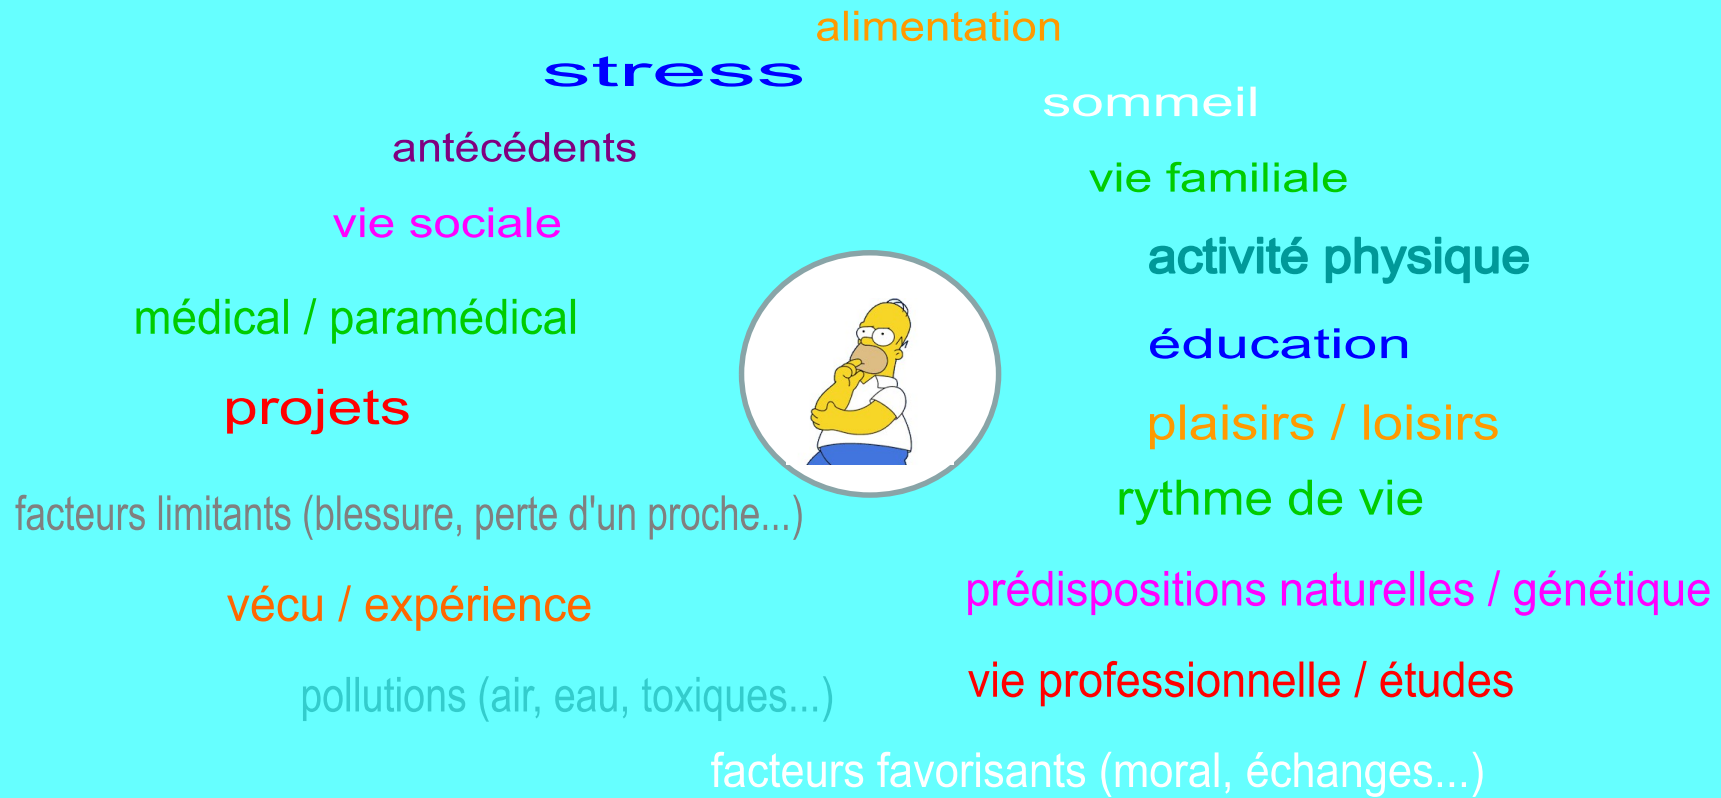 alimentation
stress
sommeil
antécédents
vie familiale
vie sociale
activité physique
médical / paramédical
éducation
projets
plaisirs / loisirs
rythme de vie
facteurs limitants (blessure, perte d'un proche...)
prédispositions naturelles / génétique
vécu / expérience
vie professionnelle / études
pollutions (air, eau, toxiques...)
facteurs favorisants (moral, échanges...)